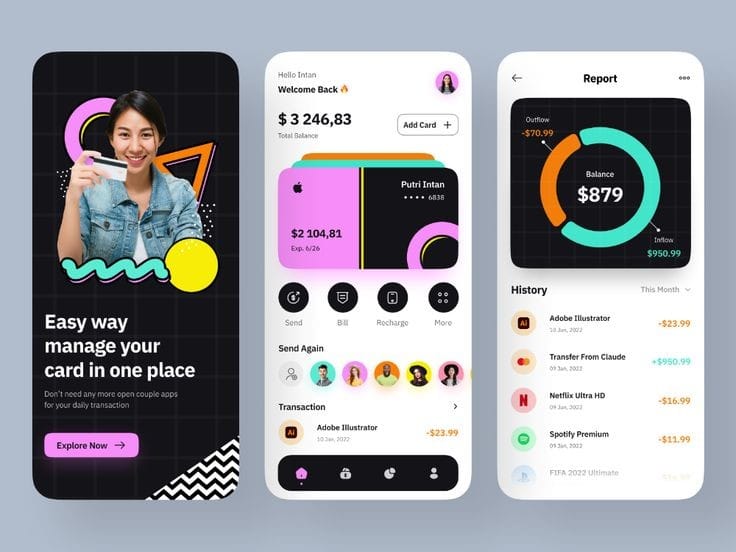 Easy way
manage your
card in one place
Don't need any more open couple apps
for your daily transaction
Explore Now
Hello Intan
Welcome Back
$ 3 246,83
Total Balance
Add Card +
Putri Intan
•••• 6838
$2 104,81
Exp. 6/26
Send
Bill
Recharge
More
Send Again
Transaction
Ai
Adobe Illustrator
10 Jan, 2022
-$23.99
Report
Outflow
-$70.99
Balance
$879
Inflow
$950.99
History
This Month
Ai
Adobe Illustrator
10 Jan, 2022
-$23.99
Transfer From Claude
09 Jan, 2022
+$950.99
N
Netflix Ultra HD
09 Jan, 2022
-$16.99
Spotify Premium
09 Jan, 2022
-$11.99
FIFA 2022 Ultimate